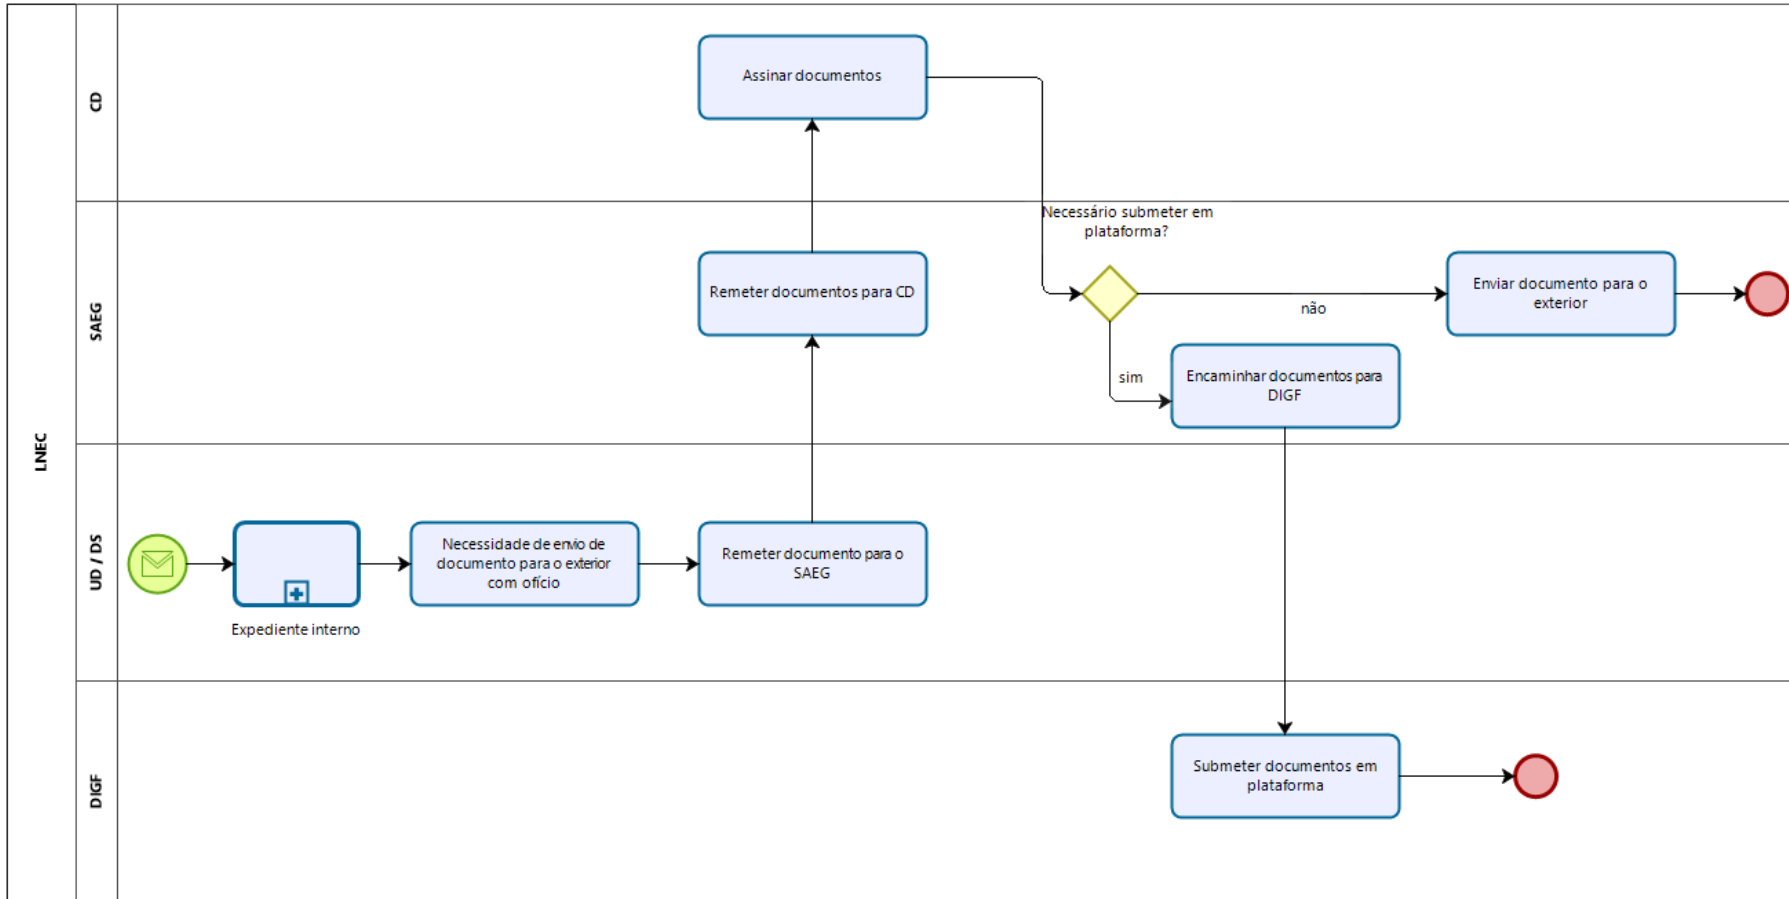 LNEC
CD
Assinar documentos
SAEG
Necessário submeter em
plataforma?
Remeter documentos para CD
não
Enviar documento para o
exterior
sim
Encaminhar documentos para
DIGF
UD / DS
Expediente interno
Necessidade de envio de
documento para o exterior
com ofício
Remeter documento para o
SAEG
DIGF
Submeter documentos em
plataforma